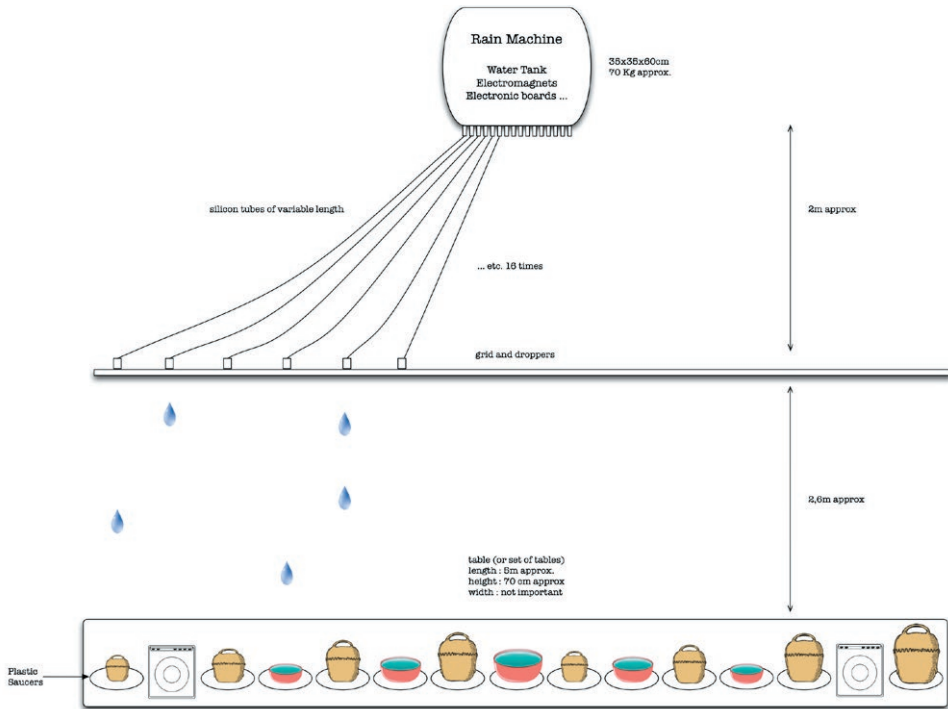 Rain Machine
Water Tank
Electromagnets
Electronic boards ...
35x35x60cm
70 Kg approx.
silicon tubes of variable length
2m approx
... etc. 16 times
grid and droppers
2,6m approx
table (or set of tables)
length : 5m approx.
height : 70 cm approx
width : not important
Plastic
Saucers